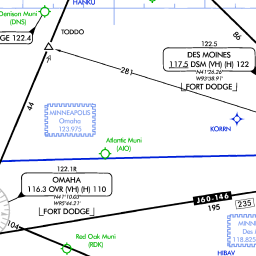 HANKU
Denison Muni
(DNS)
TODDO
GE 122.4
122.5
DES MOINES
117.5 DSM (VH) (H) 122
N41°26.26
W93°38.91
FORT DODGE
86
281
44
MINNEAPOLIS
Omaha
123.975
KORRN
Atlantic Muni
(AIO)
122.1R
OMAHA
116.3 OVR (VH) (H) 110
N41°10.03
W95°44.21
FORT DODGE
J60-146
195
235
104
MINNE
Des
118.825
Red Oak Muni
(RDK)
HIBAV